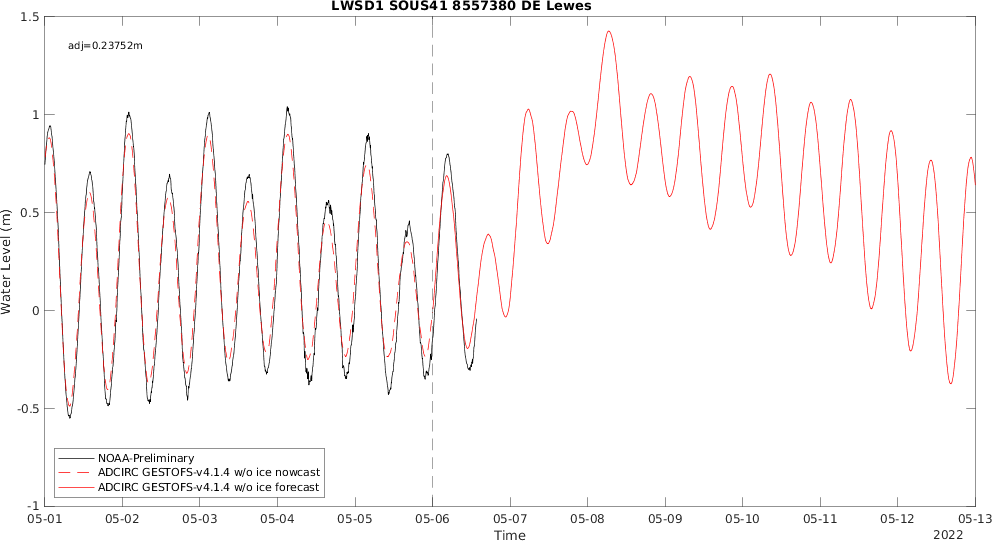 LWSD1 SOUS41 8557380 DE Lewes
adj=0.23752m
1.5
1
0.5
0
-0.5
-1
Water Level (m)
NOAA-Preliminary
ADCIRC GESTOFS-v4.1.4 w/o ice nowcast
ADCIRC GESTOFS-v4.1.4 w/o ice forecast
05-01 05-02 05-03 05-04 05-05 05-06 05-07 05-08 05-09 05-10 05-11 05-12 05-13
Time
2022